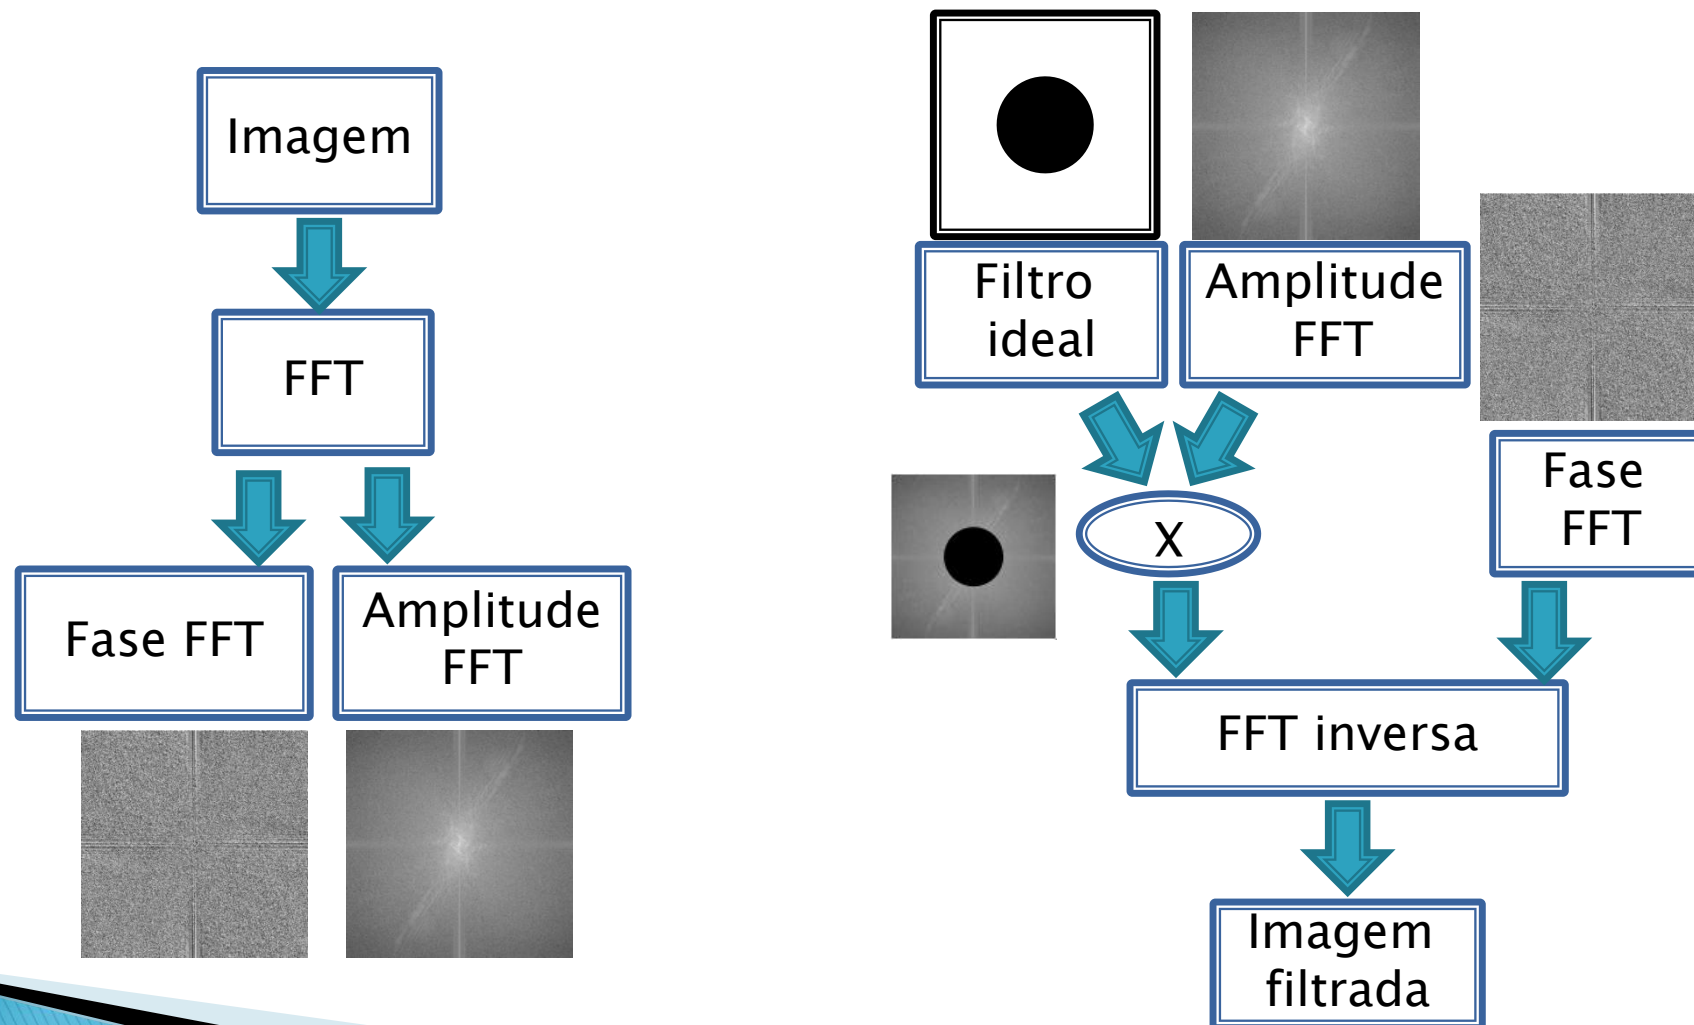 Imagem
FFT
Fase FFT
Amplitude
FFT
Filtro
ideal
Amplitude
FFT
X
Fase
FFT
FFT inversa
Imagem
filtrada